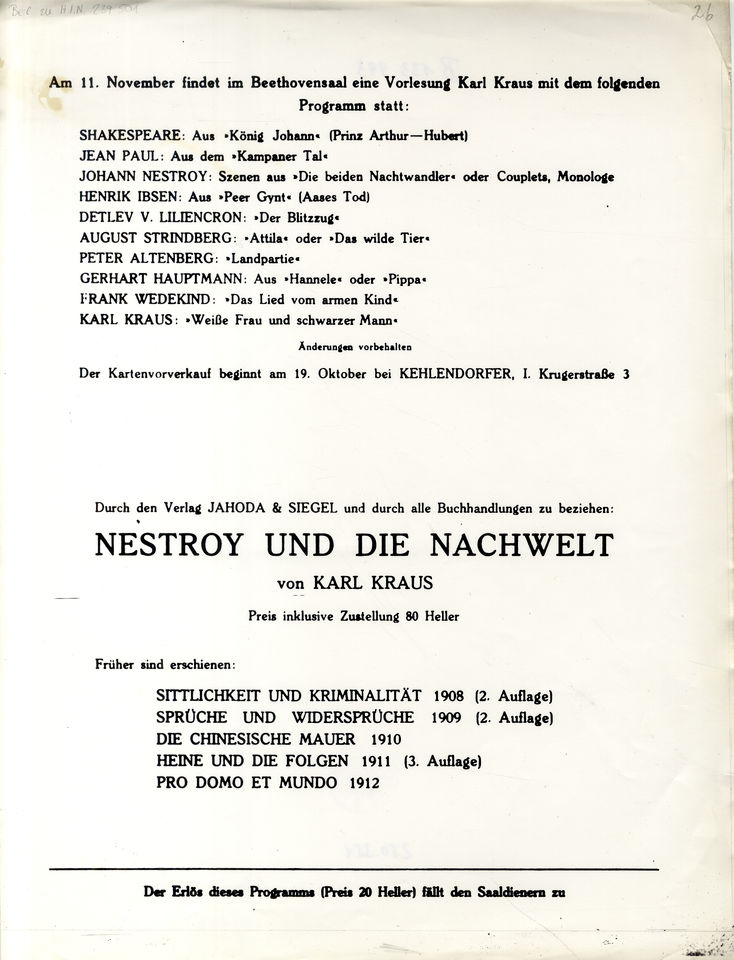 Beil. zu H.I.N. 239 501
26
Am 11. November findet im Beethovensaal eine Vorlesung Karl Kraus mit dem folgenden
Programm statt:
SHAKESPEARE: Aus »König Johann« (Prinz Arthur—Hubert)
JEAN PAUL: Aus dem »Kampaner Tal«
JOHANN NESTROY: Szenen aus »Die beiden Nachtwandler« oder Couplets, Monologe
HENRIK IBSEN: Aus »Peer Gynt« (Aases Tod)
DETLEV V. LILIENCRON: »Der Blitzzug«
AUGUST STRINDBERG: »Attila« oder »Das wilde Tier«
PETER ALTENBERG: »Landpartie«
GERHART HAUPTMANN: Aus »Hannele« oder »Pippa«
FRANK WEDEKIND: »Das Lied vom armen Kind«
KARL KRAUS: »Weiße Frau und schwarzer Mann«
Änderungen vorbehalten
Der Kartenvorverkauf beginnt am 19. Oktober bei KEHLENDORFER, I. Krugerstraße 3
Durch den Verlag JAHODA & SIEGEL und durch alle Buchhandlungen zu beziehen:
NESTROY UND DIE NACHWELT
von KARL KRAUS
Preis inklusive Zustellung 80 Heller
Früher sind erschienen:
SITTLICHKEIT UND KRIMINALITÄT 1908 (2. Auflage)
SPRÜCHE UND WIDERSPRÜCHE 1909 (2. Auflage)
DIE CHINESISCHE MAUER 1910
HEINE UND DIE FOLGEN 1911 (3. Auflage)
PRO DOMO ET MUNDO 1912
Der Erlös dieses Programms (Preis 20 Heller) fällt den Saaldienern zu